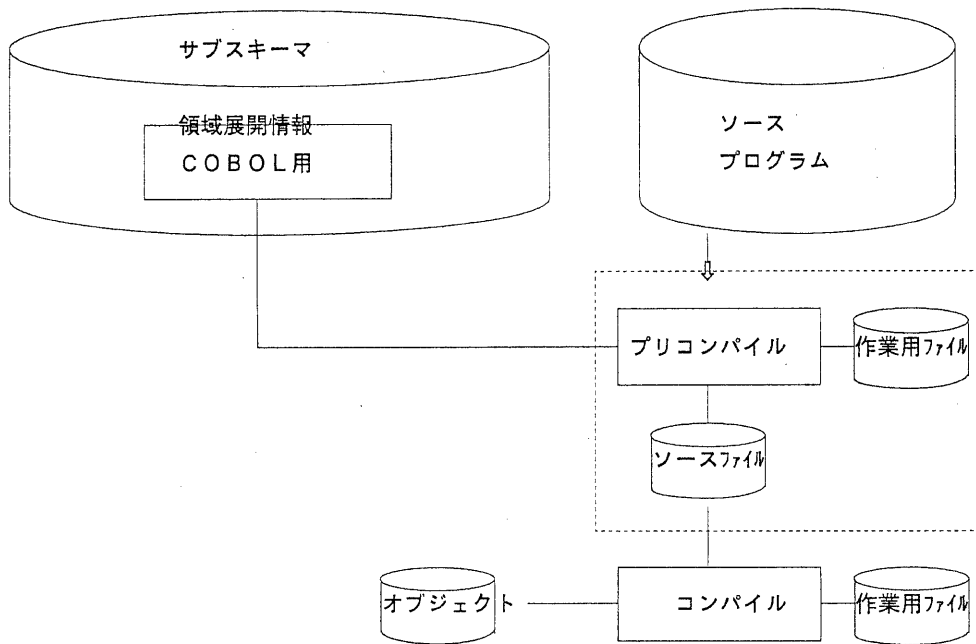 サブスキーマ
領域展開情報
ＣＯＢＯＬ用
ソース
プログラム
プリコンパイル
作業用ファイル
ソースファイル
オブジェクト
コンパイル
作業用ファイル